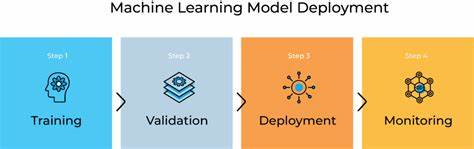 Machine Learning Model Deployment
Step 1
Training
Step 2
Validation
Step 3
Deployment
Step 4
Monitoring